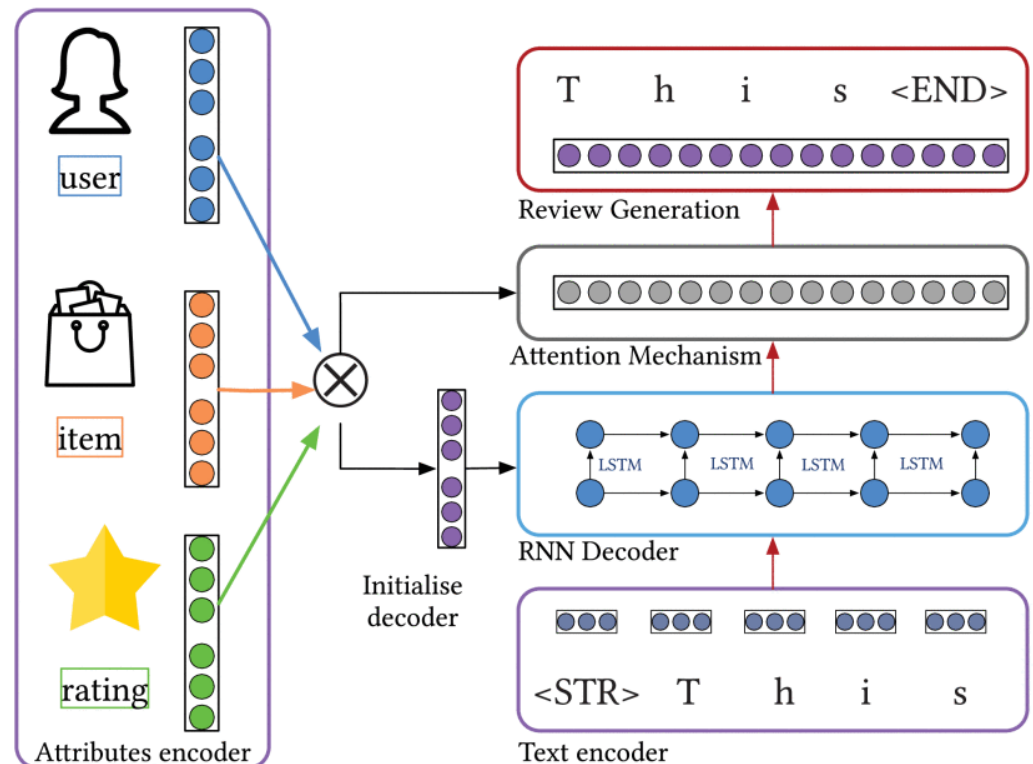 user
item
rating
Attributes encoder
Initialise
decoder
T h i s <END>
Review Generation
Attention Mechanism
LSTM LSTM LSTM LSTM
RNN Decoder
<STR> T h i s
Text encoder